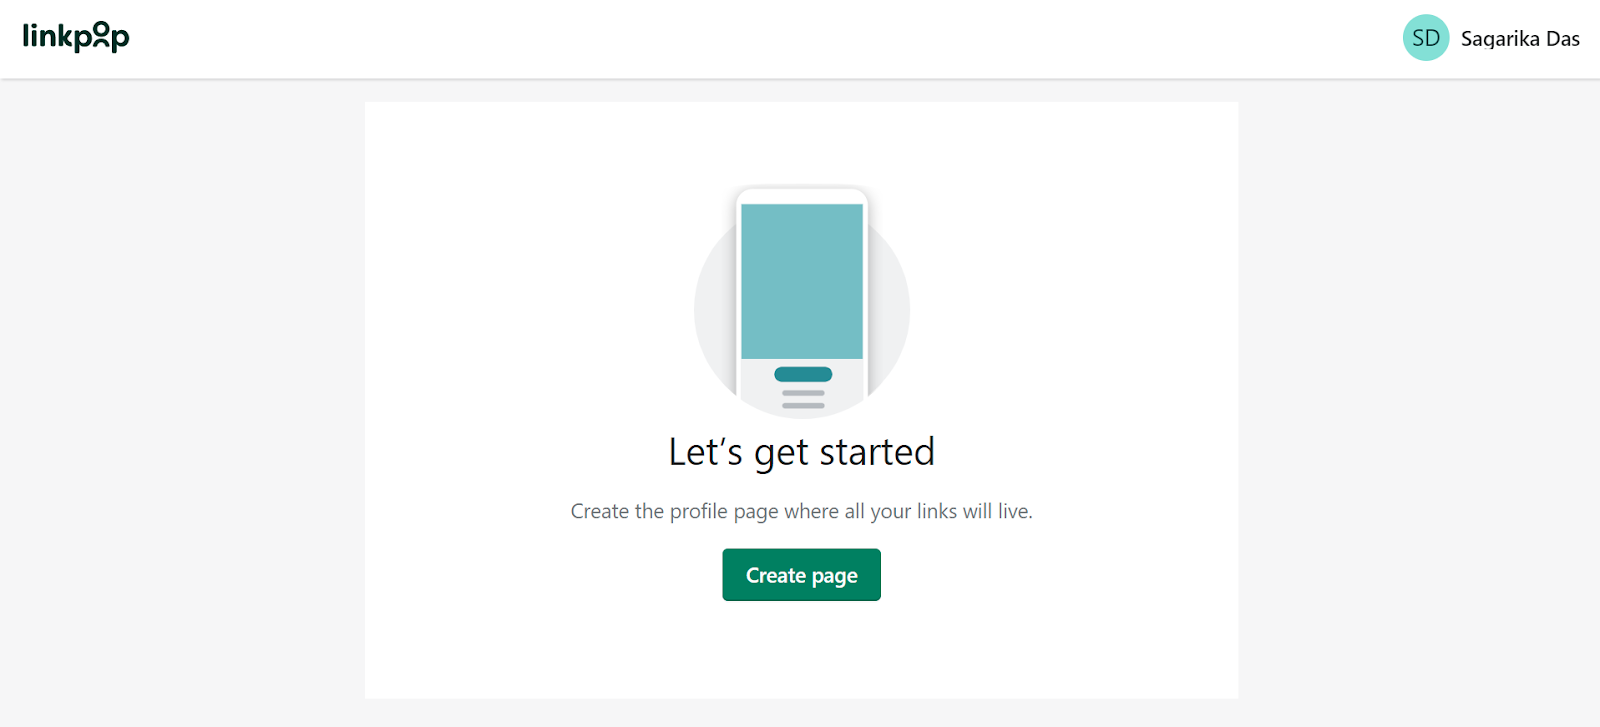 linkpop
SD Sagarika Das
Let's get started
Create the profile page where all your links will live.
Create page